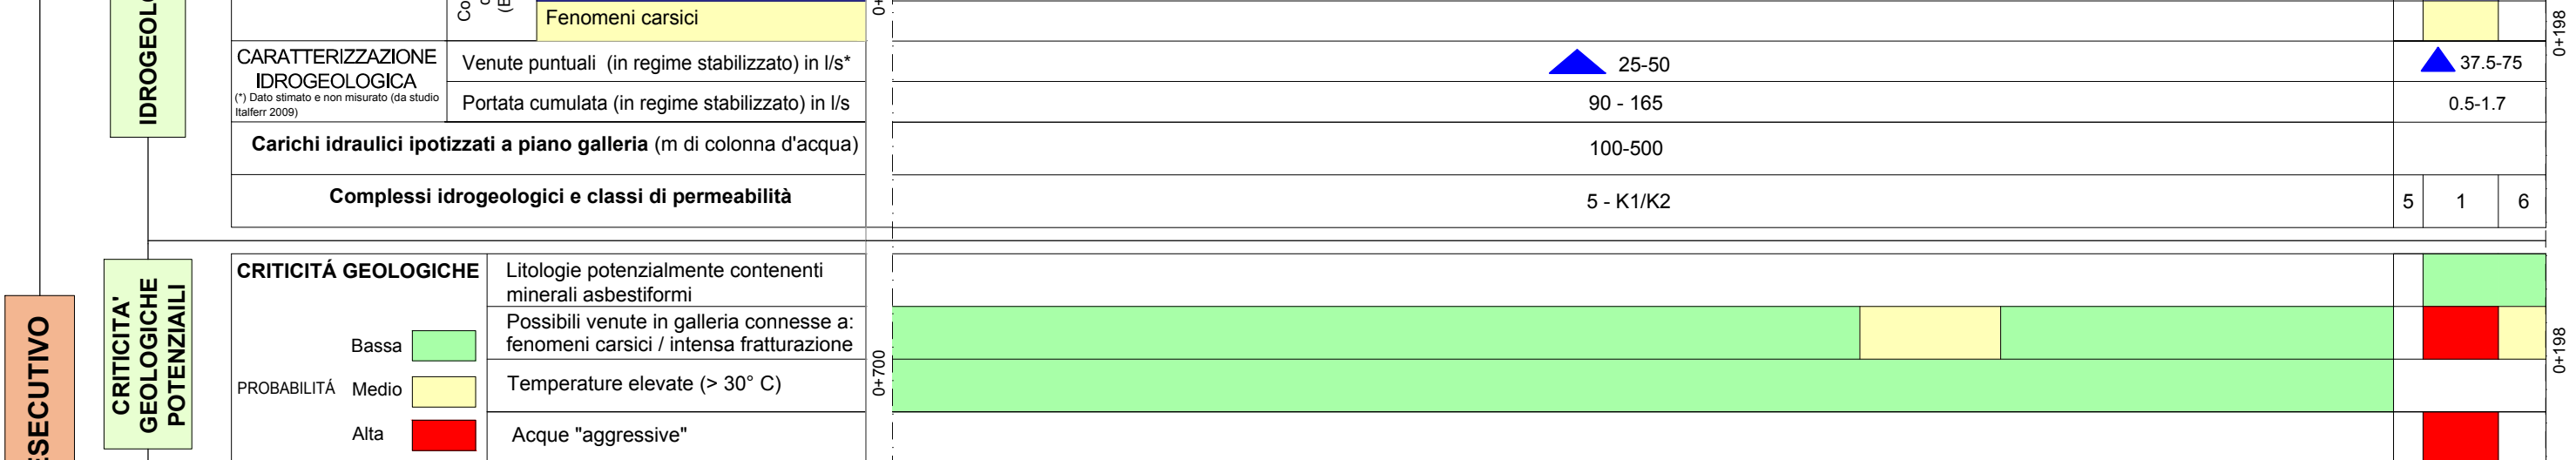 IDROGEOLO
Fenomeni carsici
0+198
CARATTERIZZAZIONE
IDROGEOLOGICA
(*) Dato stimato e non misurato (da studio
Italferr 2009)
Venute puntuali (in regime stabilizzato) in l/s*
25-50
37.5-75
Portata cumulata (in regime stabilizzato) in l/s
90 - 165
0.5-1.7
Carichi idraulici ipotizzati a piano galleria (m di colonna d'acqua)
100-500
Complessi idrogeologici e classi di permeabilità
5 - K1/K2
5
1
6
ESECUTIVO
CRITICITA'
GEOLOGICHE
POTENZIALI
CRITICITÁ GEOLOGICHE
PROBABILITÁ
Bassa
Medio
Alta
Litologie potenzialmente contenenti
minerali asbestiformi
Possibili venute in galleria connesse a:
fenomeni carsici / intensa fratturazione
Temperature elevate (> 30° C)
Acque "aggressive"
0+700
0+198